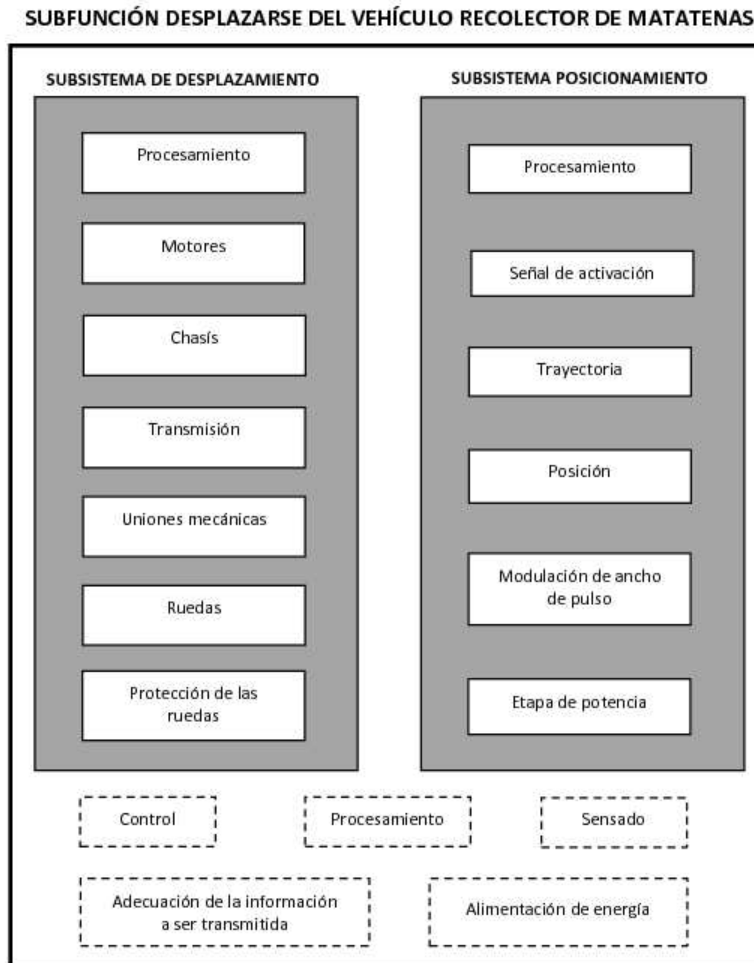 SUBFUNCIÓN DESPLAZARSE DEL VEHÍCULO RECOLECTOR DE MATATENAS
SUBSISTEMA DE DESPLAZAMIENTO
Procesamiento
Motores
Chasís
Transmisión
Uniones mecánicas
Ruedas
Protección de las
ruedas
SUBSISTEMA POSICIONAMIENTO
Procesamiento
Señal de activación
Trayectoria
Posición
Modulación de ancho
de pulso
Etapa de potencia
Control
Procesamiento
Sensado
Adecuación de la información
a ser transmitida
Alimentación de energía